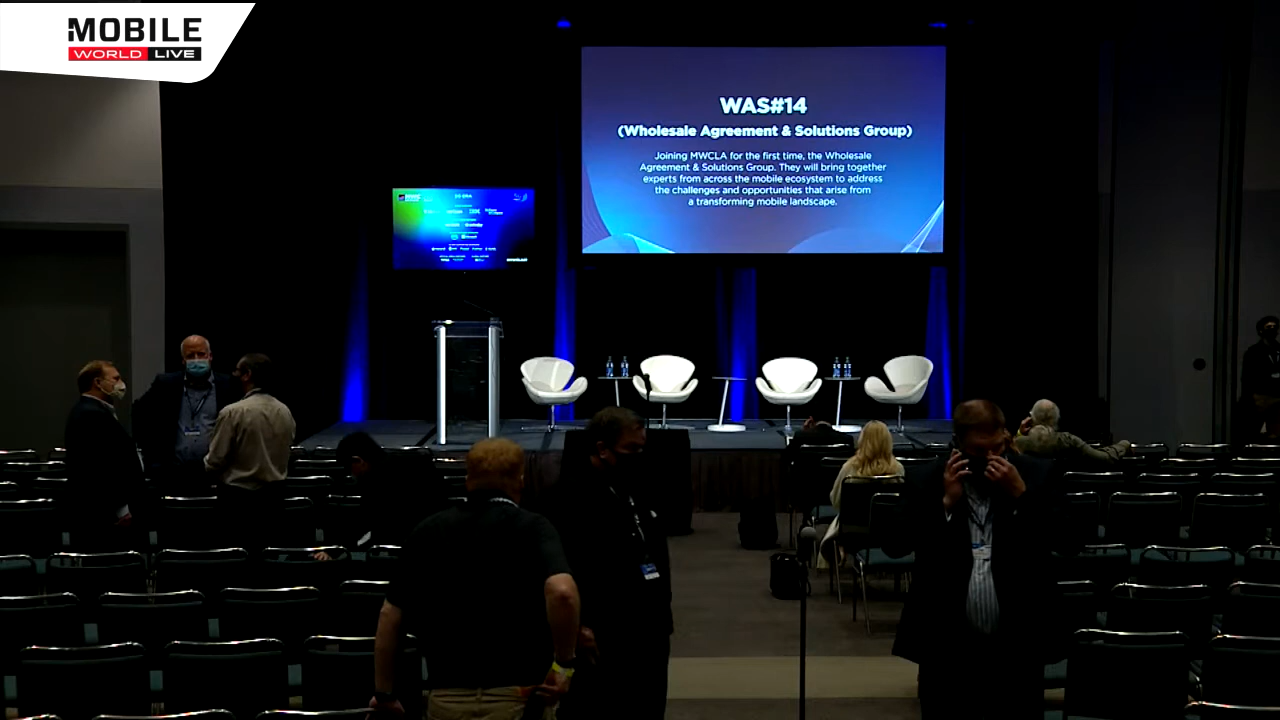 MOBILE
WORLD LIVE
WAS#14
(Wholesale Agreement & Solutions Group)
Joining MWCLA for the first time, the Wholesale
Agreement & Solutions Group. They will bring together
experts from across the mobile ecosystem to address
the challenges and opportunities that arise from
a transforming mobile landscape.